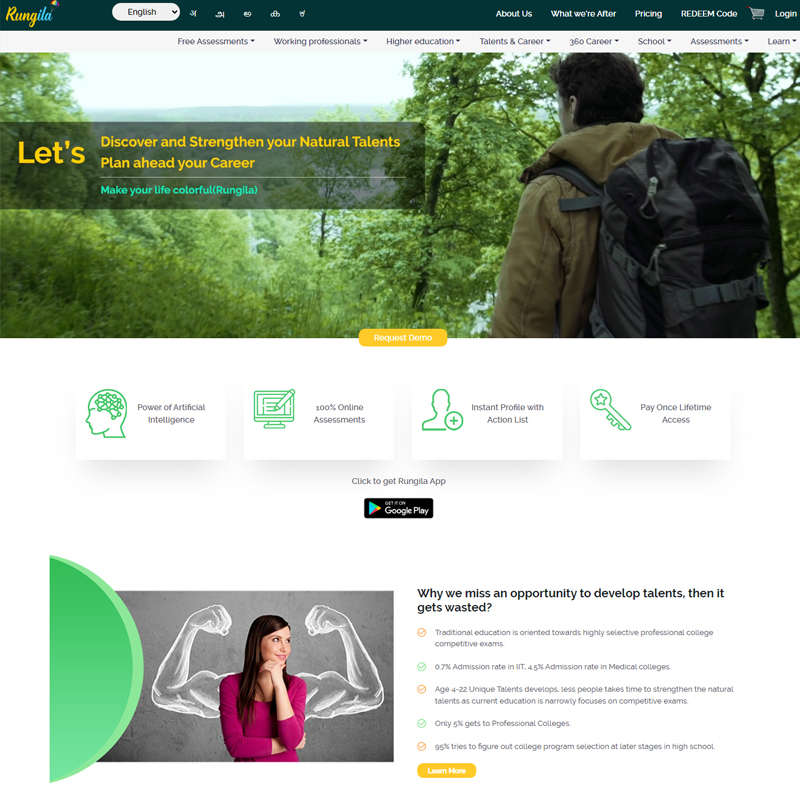 Rungila
English
अ
அ
అ
ക
ಕ
About Us
What we're After
Pricing
REDEEM Code
Login
Free Assessments
Working professionals
Higher education
Talents & Career
360 Career
School
Assessments
Learn
Let's
Discover and Strengthen your Natural Talents
Plan ahead your Career
Make your life colorful(Rungila)
Request Demo
Power of Artificial
Intelligence
100% Online
Assessments
Instant Profile with
Action List
Pay Once Lifetime
Access
Click to get Rungila App
GET IT ON
Google Play
Why we miss an opportunity to develop talents, then it
gets wasted?
Traditional education is oriented towards highly selective professional college
competitive exams.
0.7% Admission rate in IIT, 4.5% Admission rate in Medical colleges.
Age 4-22 Unique Talents develops, less people takes time to strengthen the natural
talents as current education is narrowly focuses on competitive exams.
Only 5% gets to Professional Colleges.
95% tries to figure out college program selection at later stages in high school.
Learn More